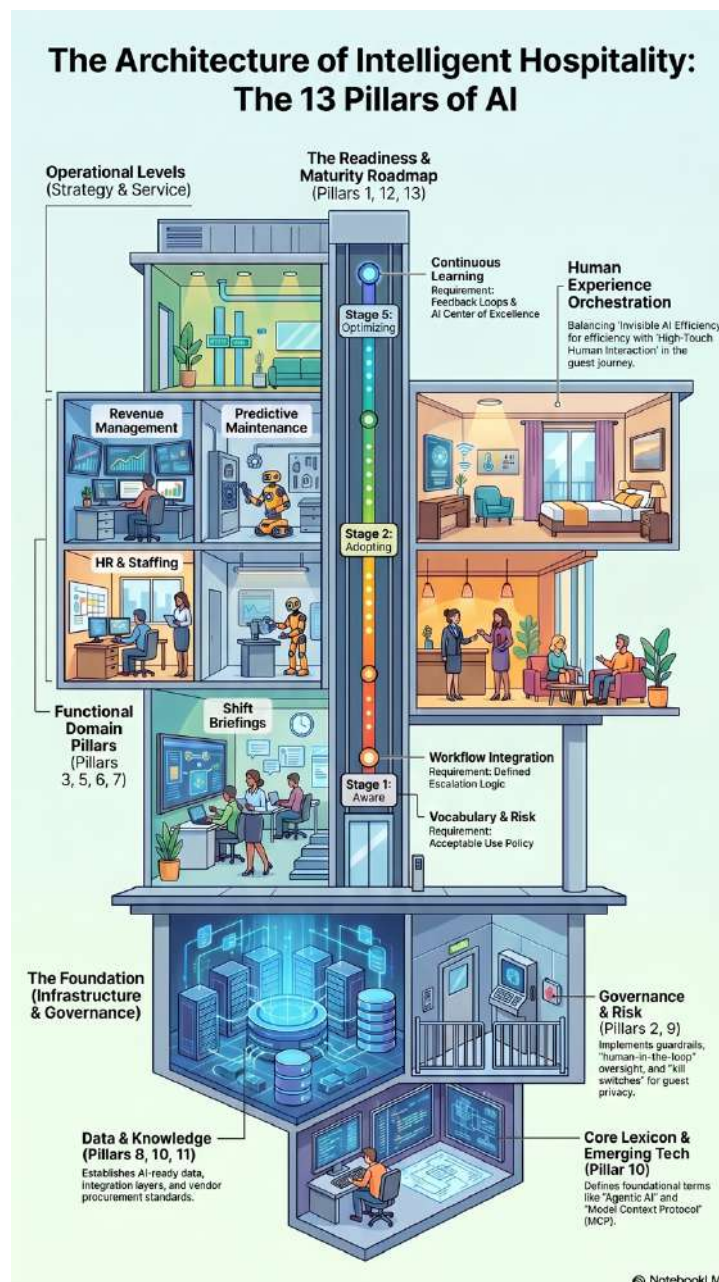 The Architecture of Intelligent Hospitality:
The 13 Pillars of AI
Operational Levels
(Strategy & Service)
The Readiness &
Maturity Roadmap
(Pillars 1, 12, 13)
Continuous
Learning
Requirement:
Feedback Loops &
AI Center of Excellence
Human
Experience
Orchestration
Balancing 'Invisible AI Efficiency
for efficiency with 'High-Touch
Human Interaction' in the
guest journey.
Stage 5:
Optimizing
Revenue
Management
Predictive
Maintenance
Stage 2:
Adopting
HR & Staffing
Functional
Domain
Pillars
(Pillars
3, 5, 6, 7)
Shift
Briefings
Workflow Integration
Requirement: Defined
Escalation Logic
Stage 1:
Aware
Vocabulary & Risk
Requirement:
Acceptable Use Policy
The Foundation
(Infrastructure
& Governance)
Governance
& Risk
(Pillars 2, 9)
Implements guardrails,
"human-in-the-loop"
oversight, and "kill
switches" for guest
privacy.
Data & Knowledge
(Pillars 8, 10, 11)
Establishes AI-ready data,
integration layers, and vendor
procurement standards.
Core Lexicon &
Emerging Tech
(Pillar 10)
Defines foundational terms
like "Agentic AI" and
"Model Context Protocol"
(MCP).
NotebookLM